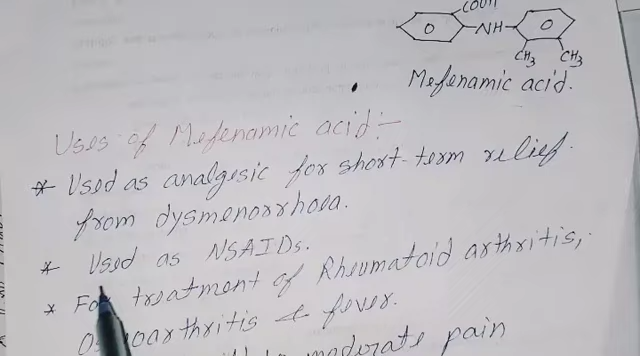 COOH
NH
CH3 CH3
Mefenamic acid.
Uses of Mefenamic acid:-
* Used as analgesic for short-term relief
from dysmenorrhoea.
* Used as NSAIDs.
* For treatment of Rheumatoid arthritis,
& fever.
moderate pain